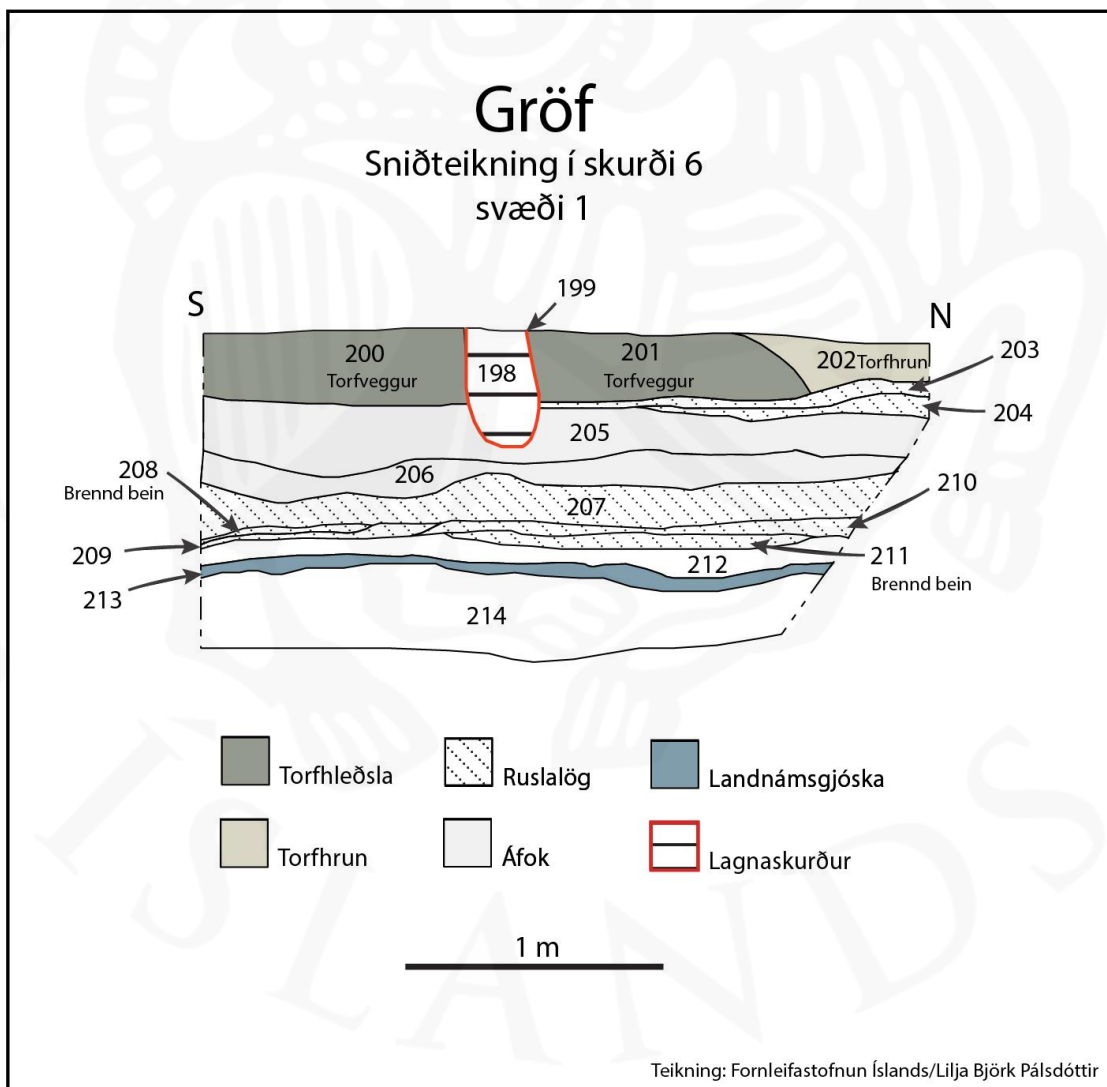 Gröf
Sniðteikning í skurði 6
svæði 1
S
199
N
200
Torfveggur
198
201
Torfveggur
202 Torfhrun
203
204
205
208
Brennd bein
206
207
210
209
211
Brennd bein
212
213
214
Torfhleðsla
Ruslalög
Landnámsgjóska
Torfhrun
Áfok
Lagnaskurður
1 m
ÍSLANDS
Teikning: Fornleifastofnun Íslands/Lilja Björk Pálsdóttir